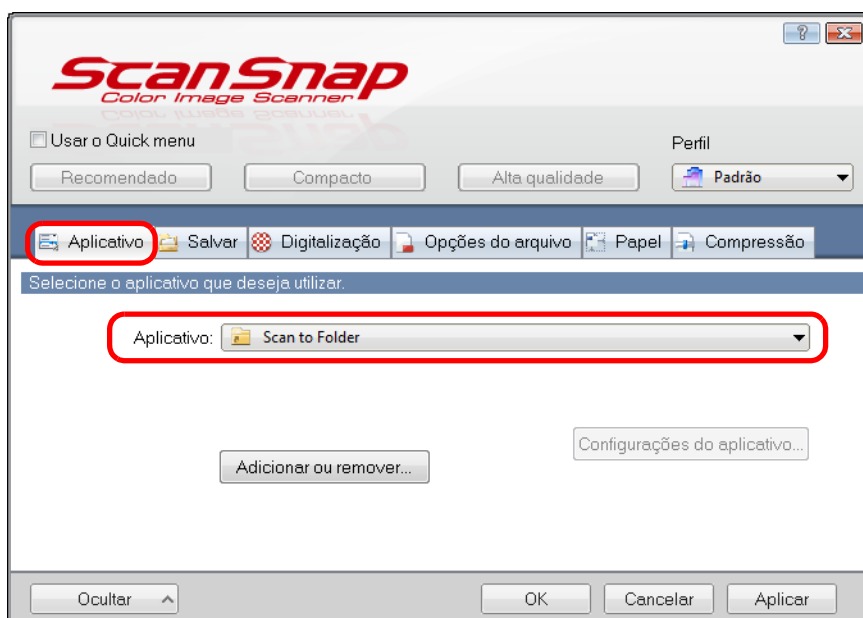 ScanSnap
Color Image Scanner
Usar o Quick menu
Perfil
Recomendado Compacto Alta qualidade Padrão
Aplicativo Salvar Digitalização Opções do arquivo Papel Compressão
Selecione o aplicativo que deseja utilizar.
Aplicativo: Scan to Folder
Configurações do aplicativo...
Adicionar ou remover...
Ocultar OK Cancelar Aplicar